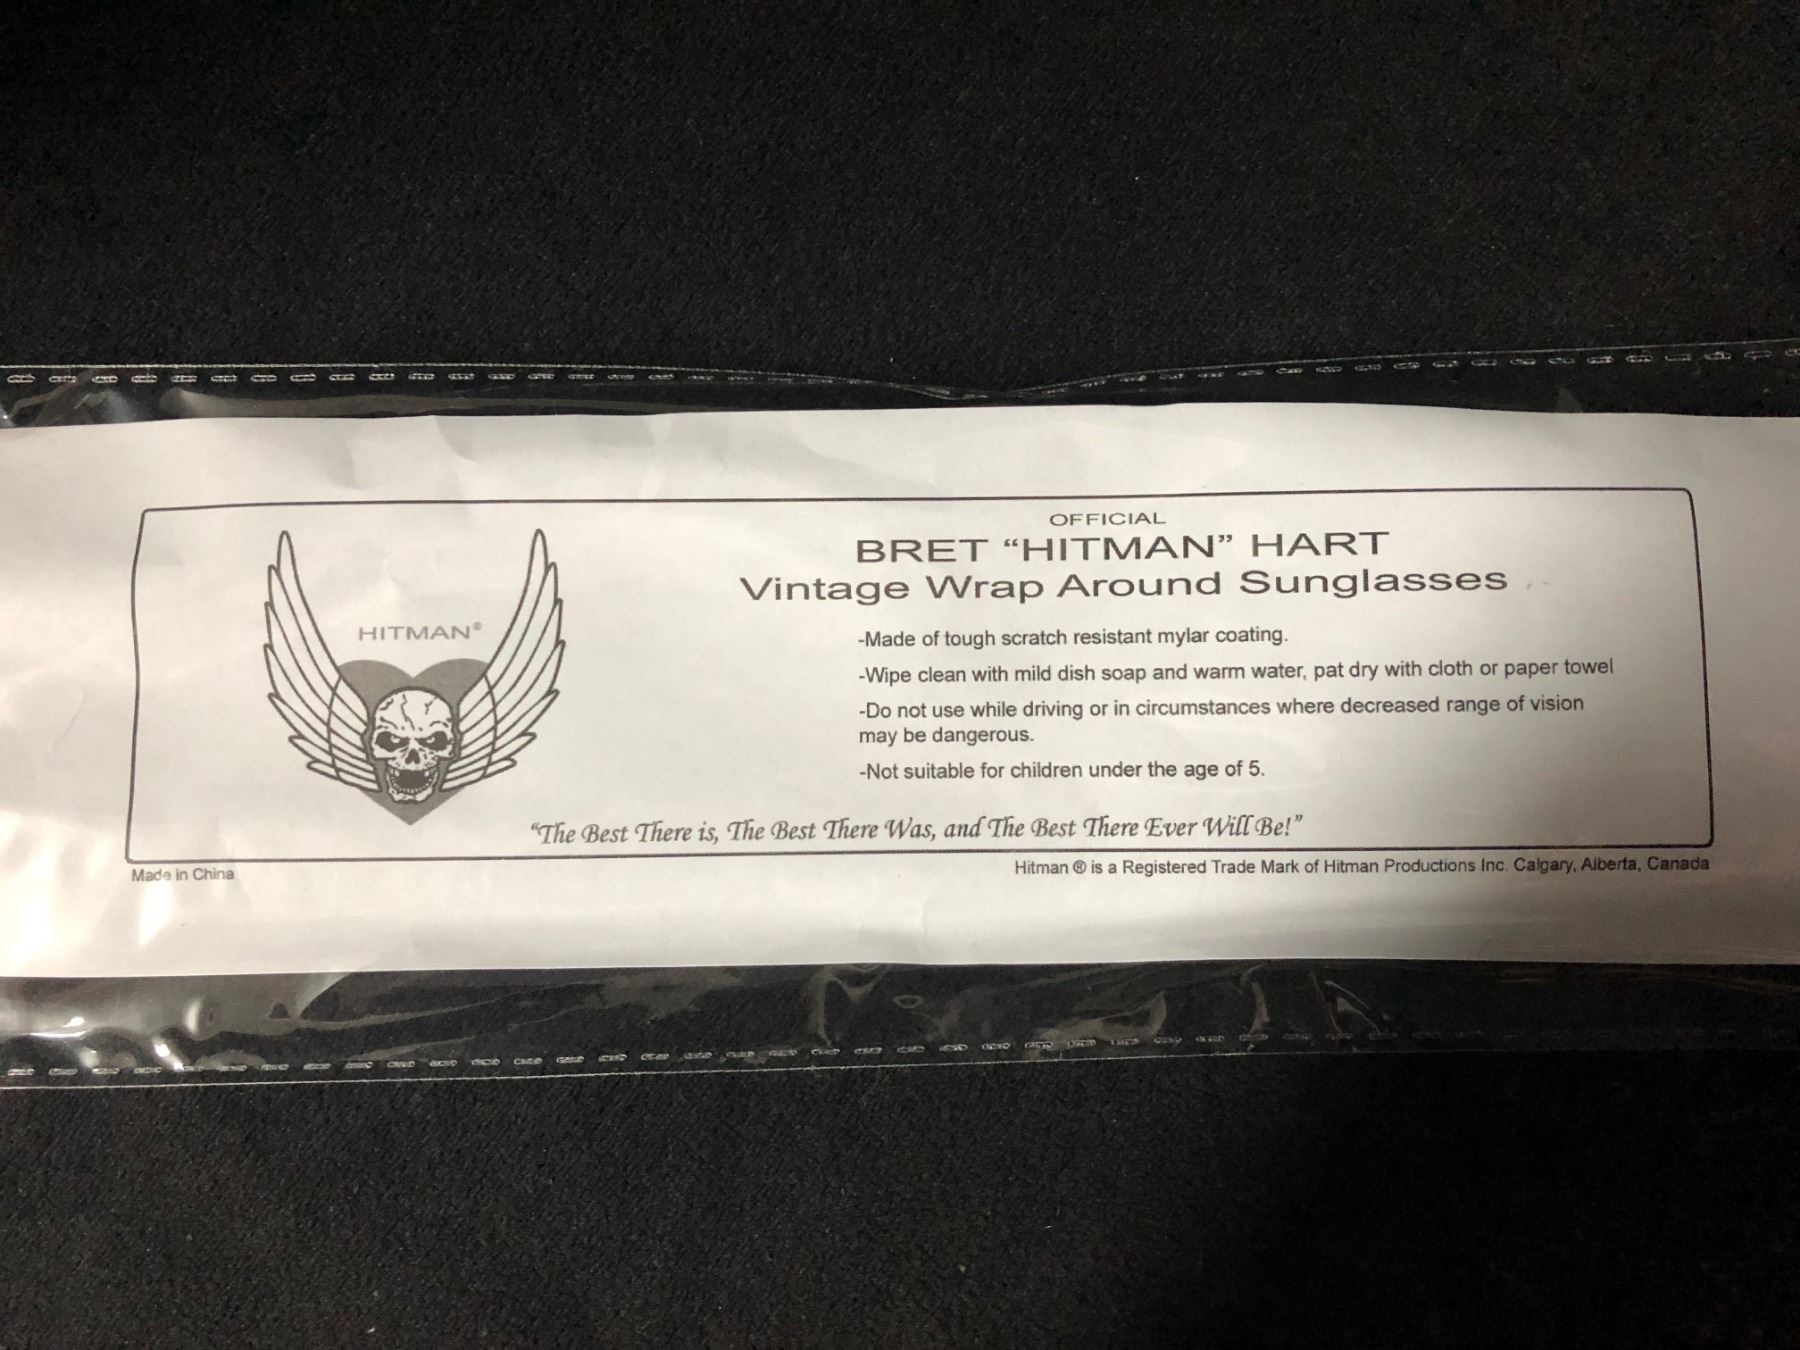 OFFICIAL
BRET “HITMAN” HART
Vintage Wrap Around Sunglasses
HITMAN®
-Made of tough scratch resistant mylar coating.
-Wipe clean with mild dish soap and warm water, pat dry with cloth or paper towel
-Do not use while driving or in circumstances where decreased range of vision
may be dangerous.
-Not suitable for children under the age of 5.
“The Best There is, The Best There Was, and The Best There Ever Will Be!”
Made in China
Hitman ® is a Registered Trade Mark of Hitman Productions Inc. Calgary, Alberta, Canada